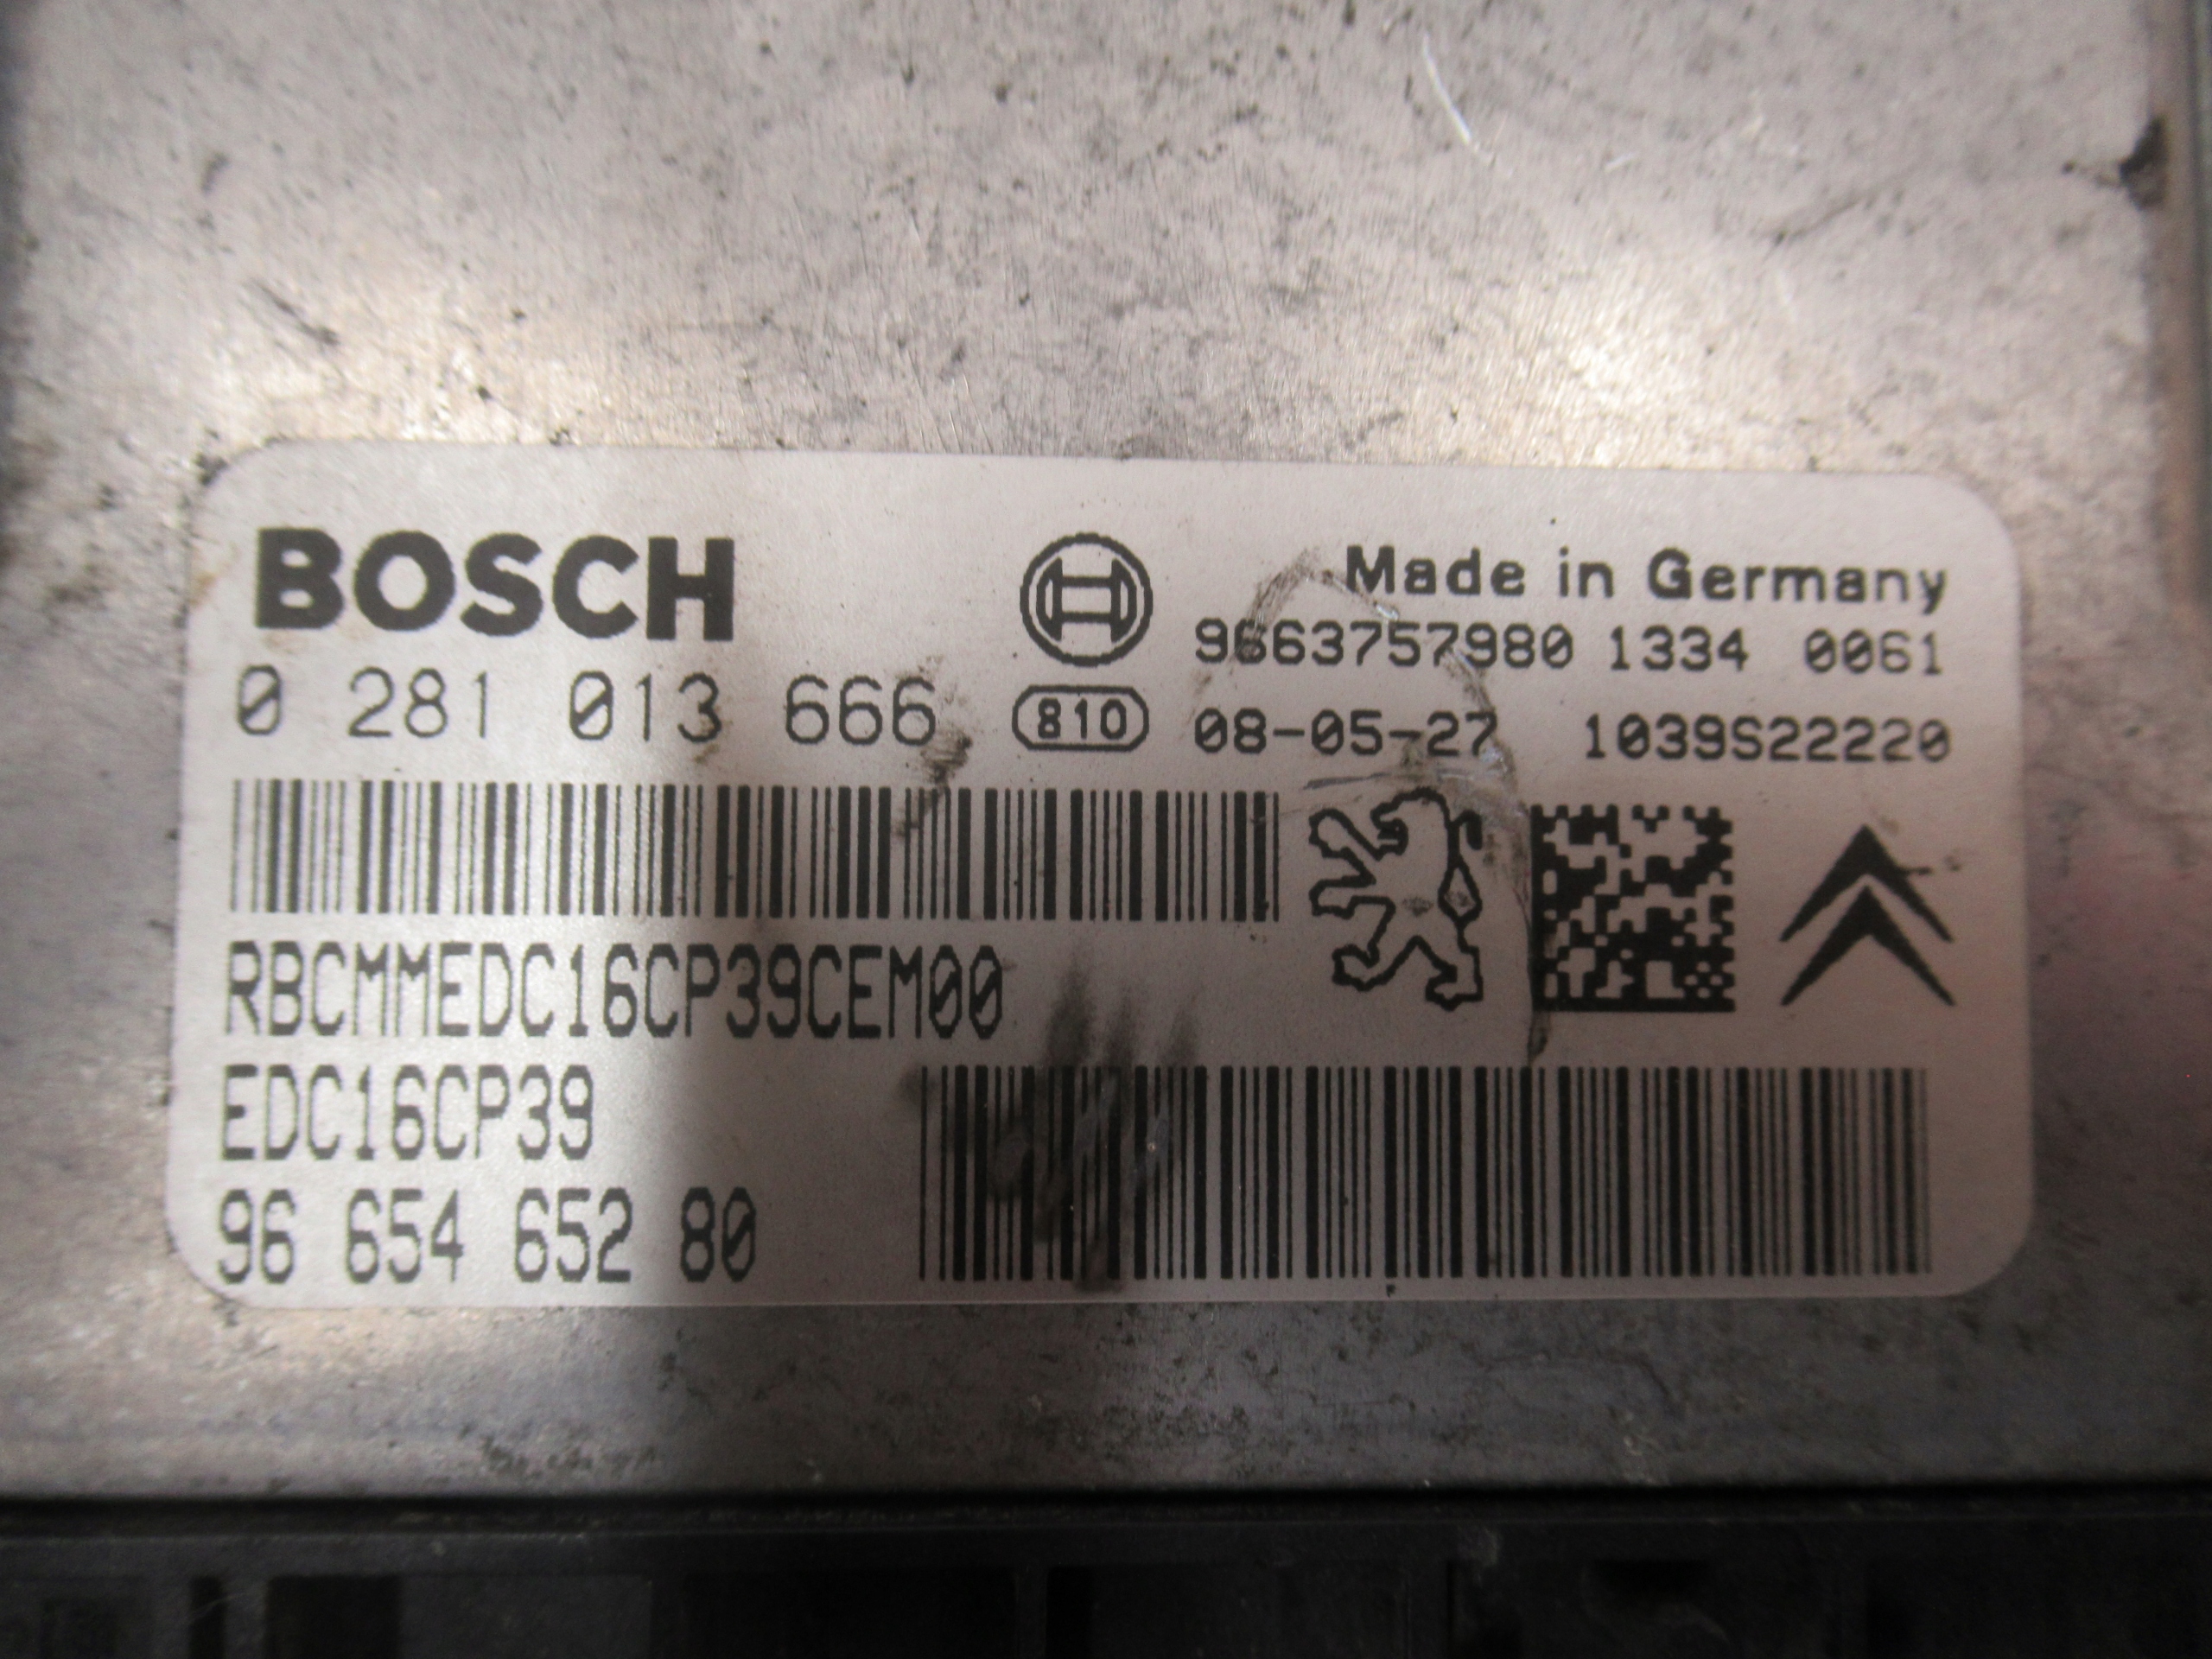 BOSCH
Made in Germany
9663757980 1334 0061
0 281 013 666
810
08-05-27 1039S22220
RBCMMEDC16CP39CEM00
EDC16CP39
96 654 652 80